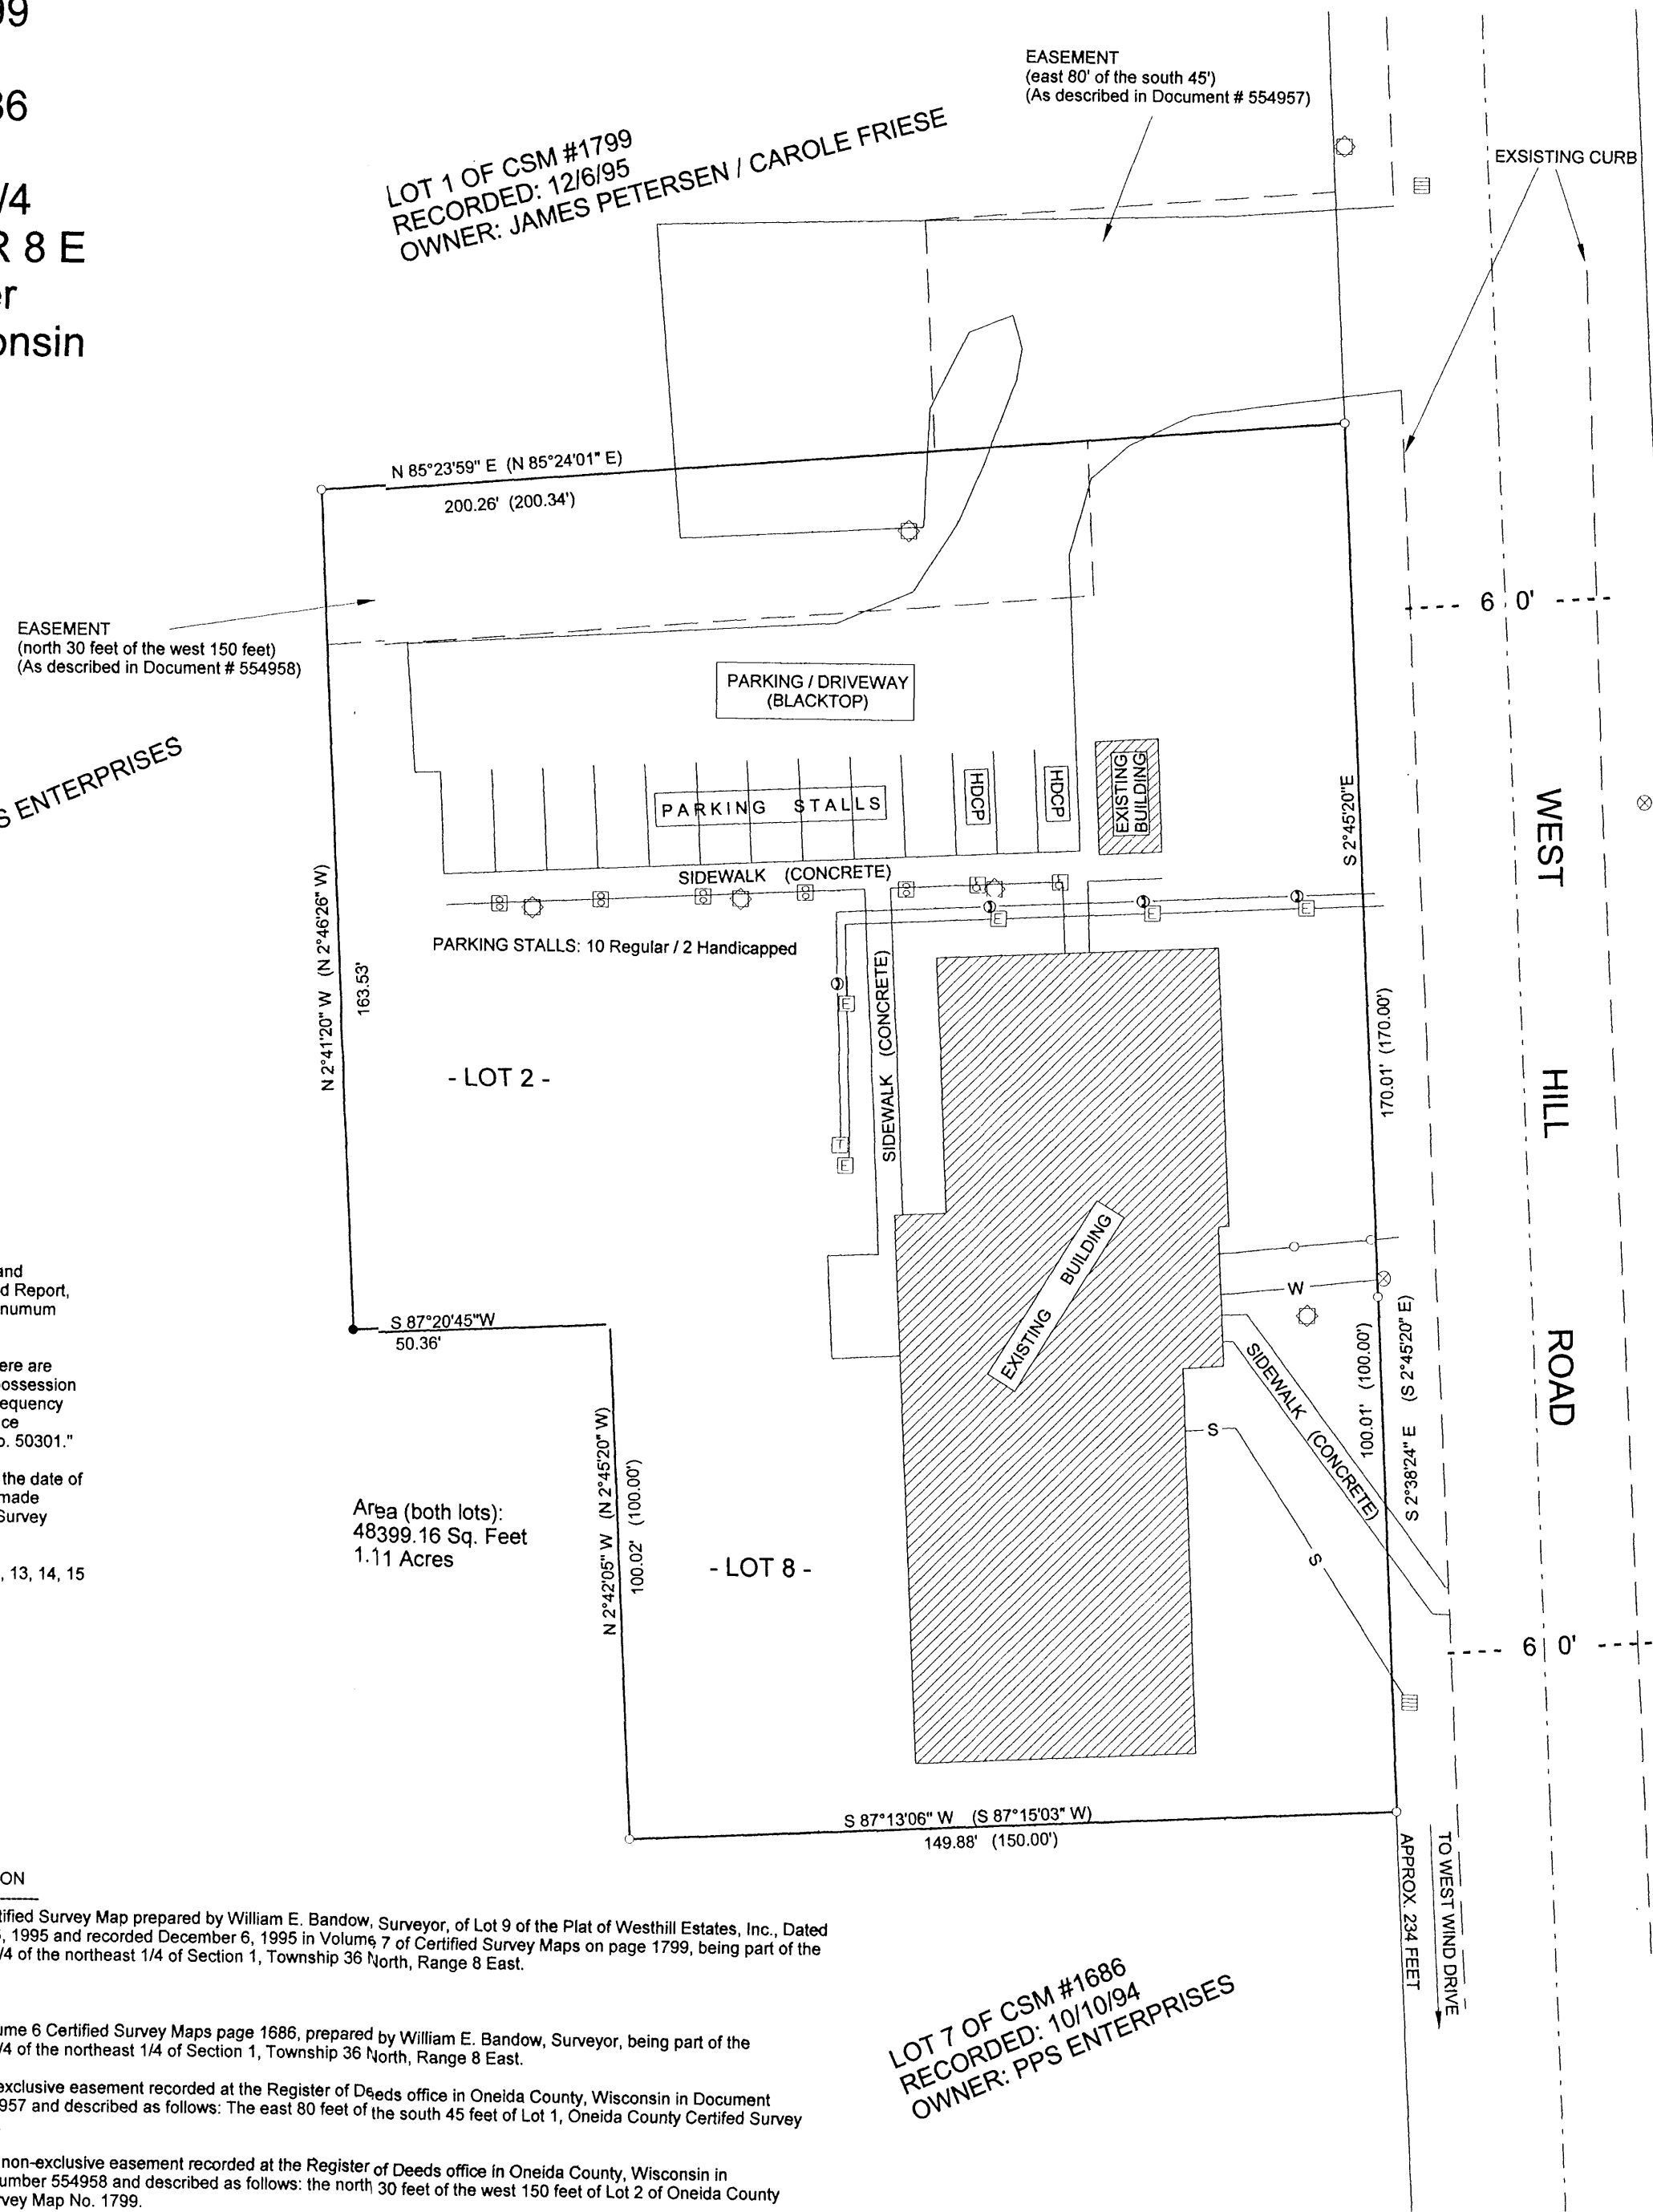 99
86
1/4
R 8 E
er
onsin
EASEMENT
(east 80' of the south 45')
(As described in Document # 554957)
LOT 1 OF CSM #1799
RECORDED: 12/6/95
OWNER: JAMES PETERSEN / CAROLE FRIESE
EXSISTING CURB
N 85°23'59" E (N 85°24'01" E)
200.26' (200.34')
EASEMENT
(north 30 feet of the west 150 feet)
(As described in Document # 554958)
60'
PARKING / DRIVEWAY
(BLACKTOP)
S ENTERPRISES
PARKING STALLS
HDCP
HDCP
EXISTING
BUILDING
S 2°45'20"E
170.01' (170.00')
WEST HILL ROAD
SIDEWALK (CONCRETE)
E
E
E
PARKING STALLS: 10 Regular / 2 Handicapped
N 2°41'20" W (N 2°46'26" W)
163.53'
E
SIDEWALK (CONCRETE)
- LOT 2 -
T
E
EXISTING BUILDING
W
and
d Report,
numum
S 87°20'45"W
50.36'
ere are
ossession
equency
ce
o. 50301."
the date of
made
Survey
, 13, 14, 15
SIDEWALK (CONCRETE)
100.01' (100.00')
S 2°38'24" E (S 2°45'20" E)
S
S
N 2°42'05" W (N 2°45'20" W)
100.02' (100.00')
Area (both lots):
48399.16 Sq. Feet
1.11 Acres
- LOT 8 -
60'
S 87°13'06" W (S 87°15'03" W)
149.88' (150.00')
APPROX. 234 FEET
TO WEST WIND DRIVE
ON
tified Survey Map prepared by William E. Bandow, Surveyor, of Lot 9 of the Plat of Westhill Estates, Inc., Dated
, 1995 and recorded December 6, 1995 in Volume 7 of Certified Survey Maps on page 1799, being part of the
/4 of the northeast 1/4 of Section 1, Township 36 North, Range 8 East.
ume 6 Certified Survey Maps page 1686, prepared by William E. Bandow, Surveyor, being part of the
/4 of the northeast 1/4 of Section 1, Township 36 North, Range 8 East.
exclusive easement recorded at the Register of Deeds office in Oneida County, Wisconsin in Document
957 and described as follows: The east 80 feet of the south 45 feet of Lot 1, Oneida County Certifed Survey
non-exclusive easement recorded at the Register of Deeds office in Oneida County, Wisconsin in
umber 554958 and described as follows: the north 30 feet of the west 150 feet of Lot 2 of Oneida County
rvey Map No. 1799.
LOT 7 OF CSM #1686
RECORDED: 10/10/94
OWNER: PPS ENTERPRISES